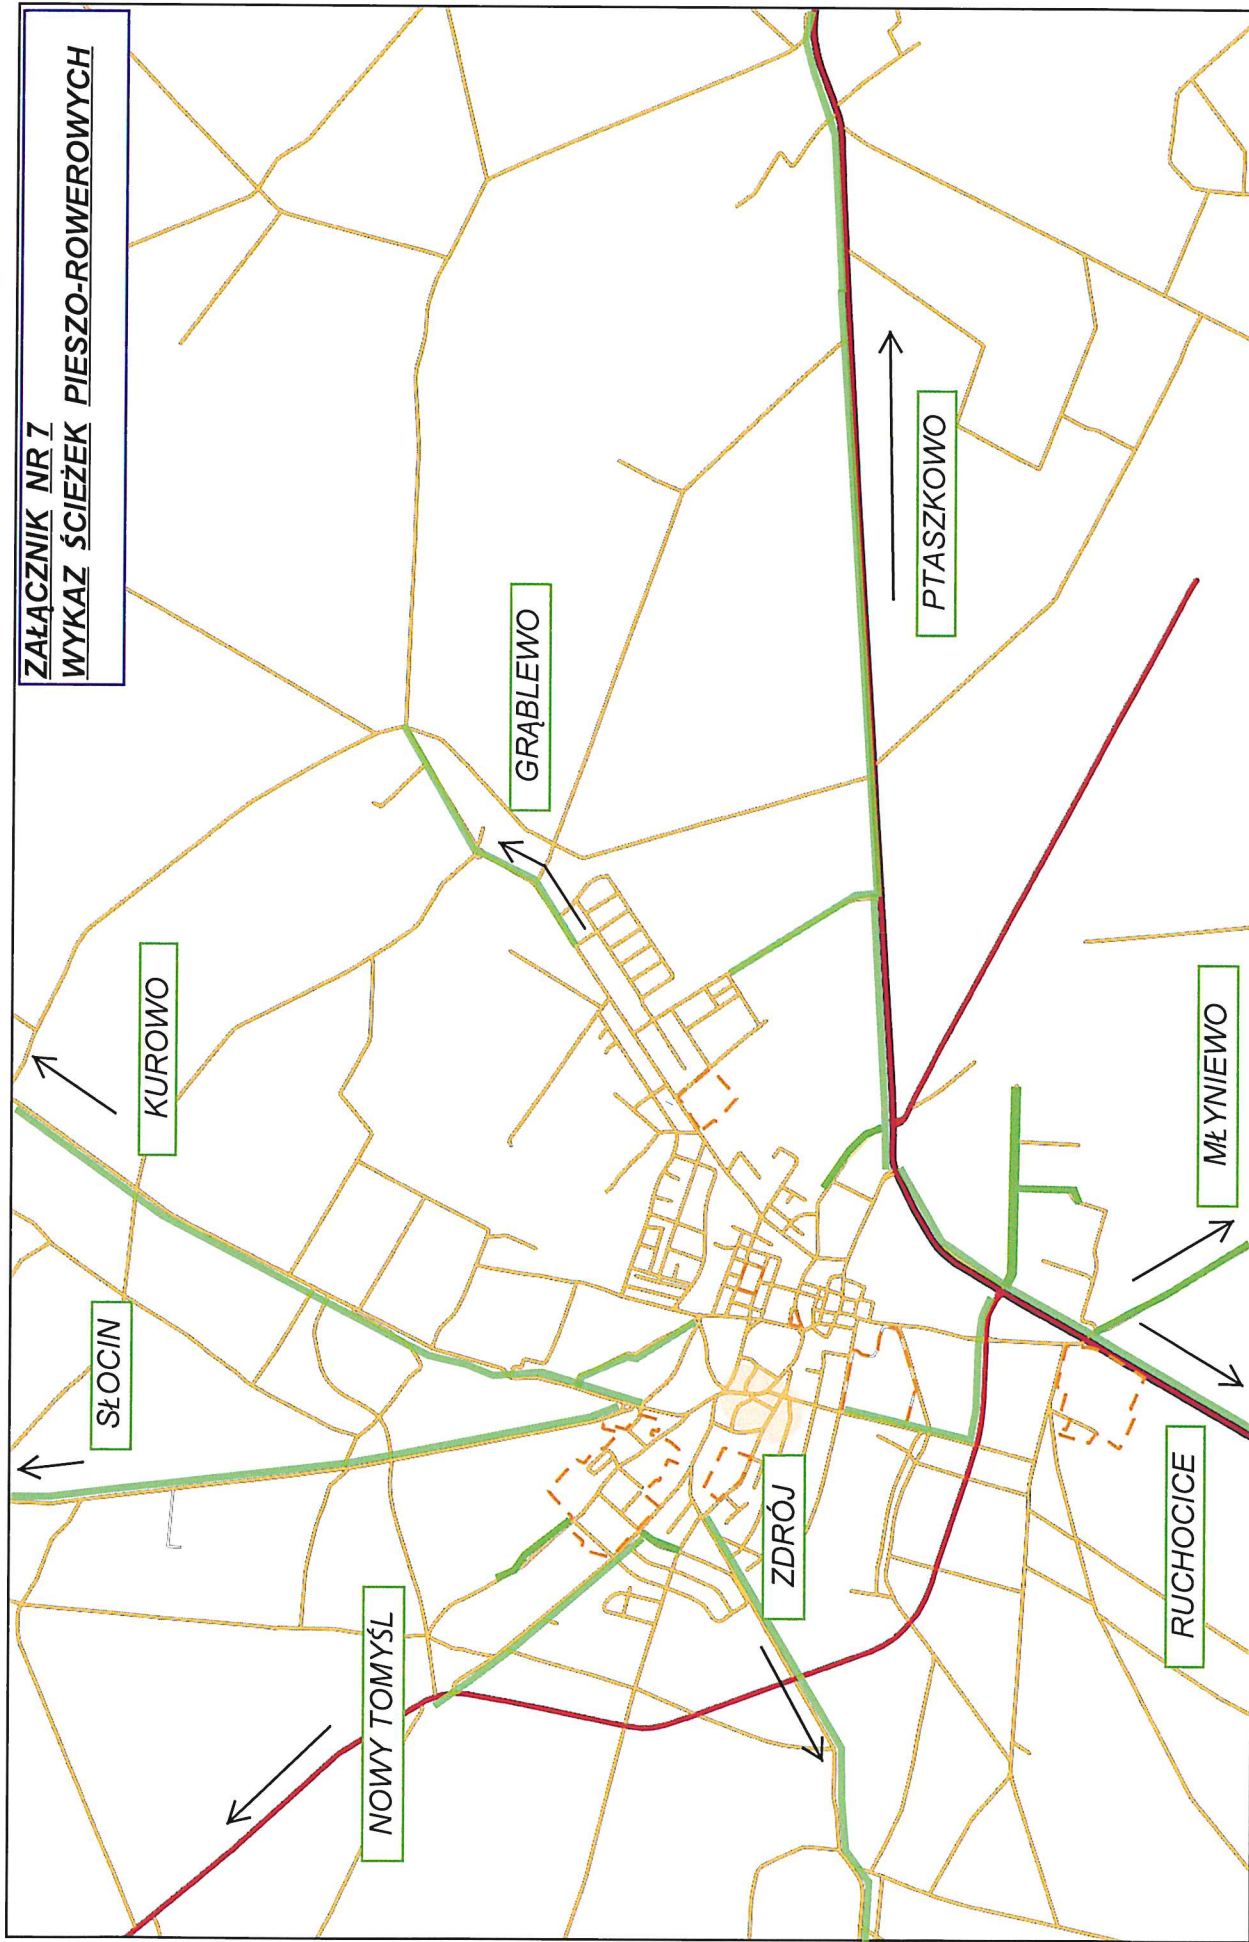 ZAŁĄCZNIK NR 7
WYKAZ ŚCIEŻEK PIESZO-ROWEROWYCH
SŁOCIN
KUROWO
NOWY TOMYŚL
GRĄBLEWO
ZDRÓJ
PTASZKOWO
RUCHOCICE
MŁYNIEWO